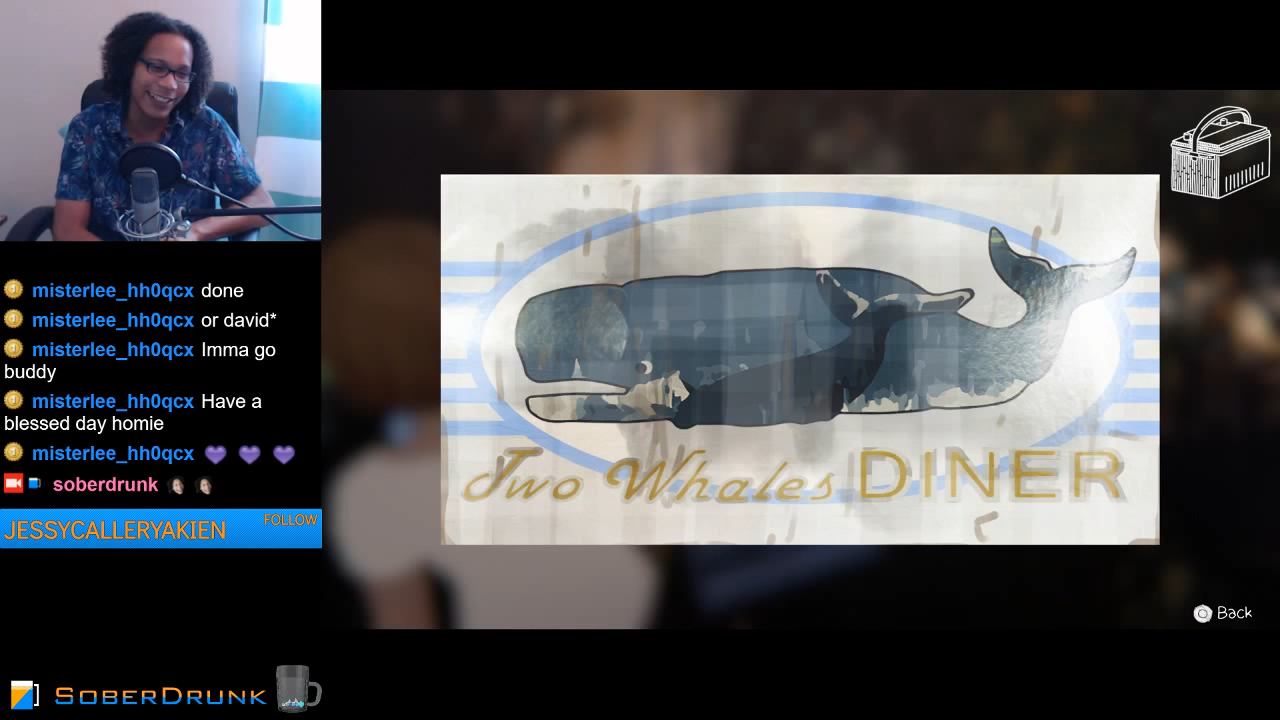 misterlee_hh0qcx done
misterlee_hh0qcx or david*
misterlee_hh0qcx Imma go
buddy
misterlee_hh0qcx Have a
blessed day homie
misterlee_hh0qcx
soberdrunk
JESSYCALLERYAKIEN FOLLOW
Two Whales DINER
Back
SOBERDRUNK